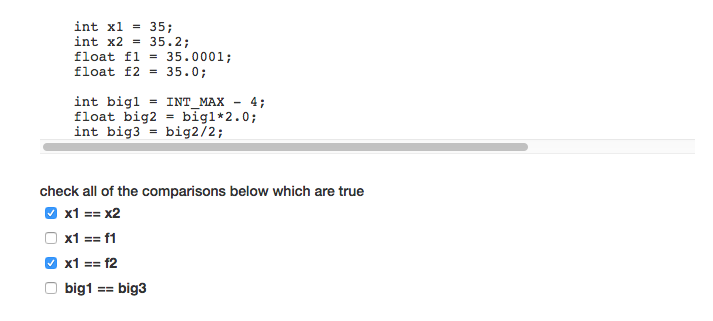 int x1 = 35;
int x2 = 35.2;
float f1 = 35.0001;
float f2 = 35.0;
int big1 = INT_MAX - 4;
float big2 = big1*2.0;
int big3 = big2/2;
check all of the comparisons below which are true
x1 == x2
x1 == f1
x1 == f2
big1 == big3